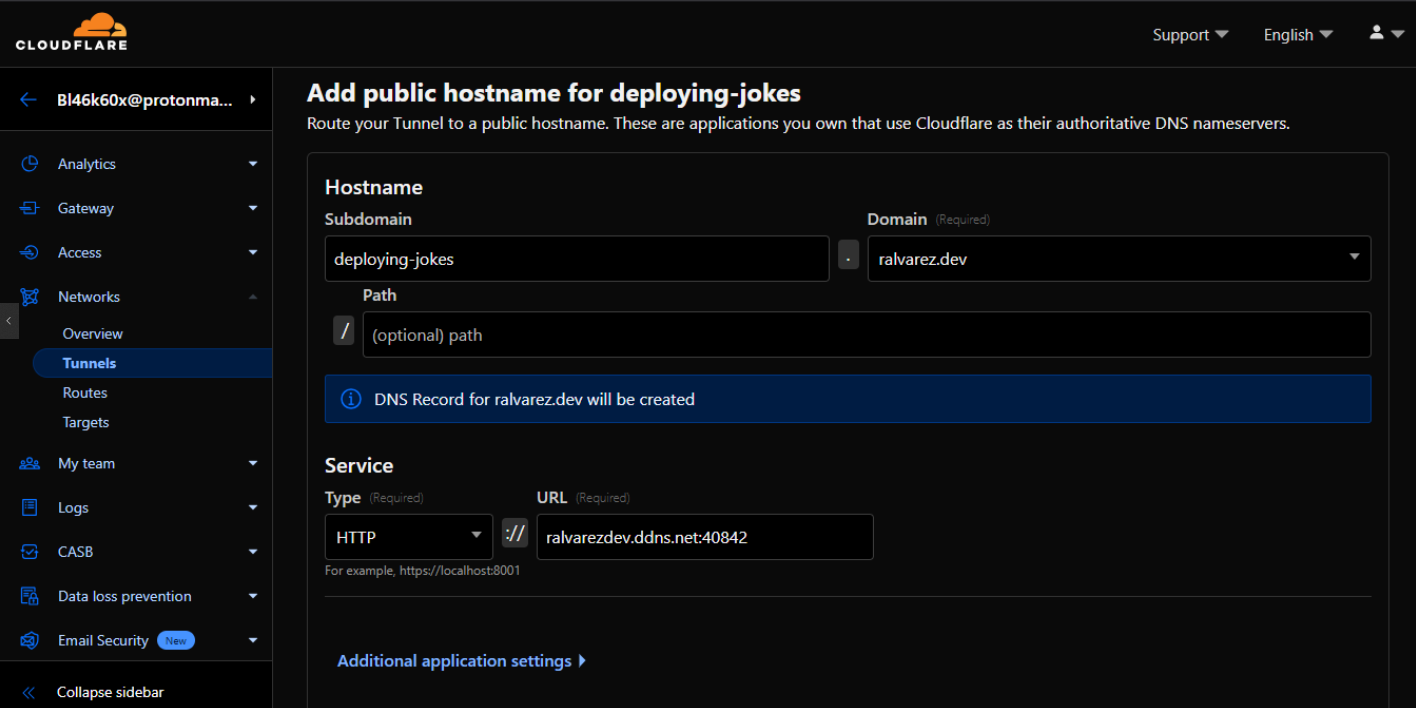 CLOUDFLARE
Support
English
Bl46k60x@protonma...
Analytics
Gateway
Access
Networks
Overview
Tunnels
Routes
Targets
My team
Logs
CASB
Data loss prevention
Email Security New
Collapse sidebar
Add public hostname for deploying-jokes
Route your Tunnel to a public hostname. These are applications you own that use Cloudflare as their authoritative DNS nameservers.
Hostname
Subdomain
Domain (Required)
deploying-jokes . ralvarez.dev
Path
/ (optional) path
DNS Record for ralvarez.dev will be created
Service
Type (Required) URL (Required)
HTTP :// ralvarezdev.ddns.net:40842
For example, https://localhost:8001
Additional application settings